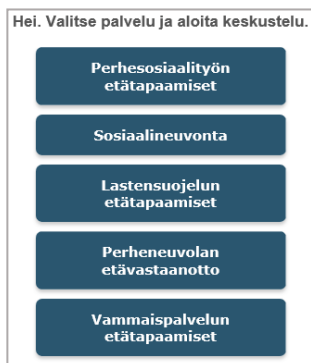 Hei. Valitse palvelu ja aloita keskustelu.
Perhesosiaalityön
etätapaamiset
Sosiaalineuvonta
Lastensuojelun
etätapaamiset
Perheneuvolan
etävastaanotto
Vammaispalvelun
etätapaamiset